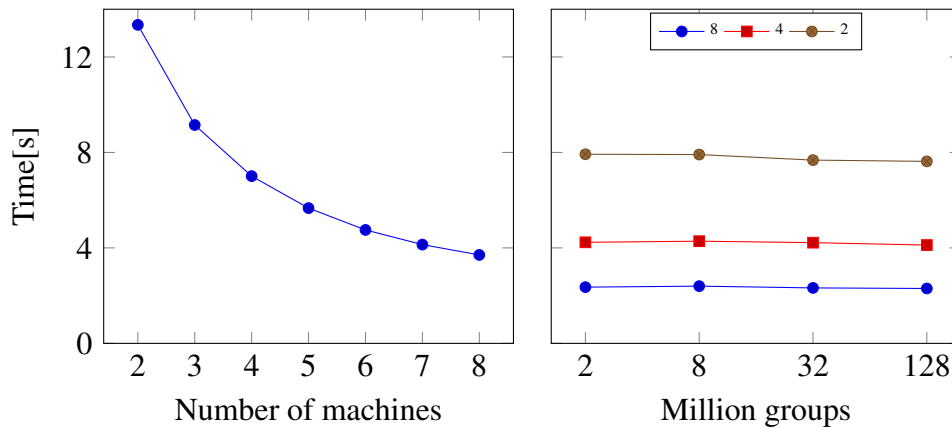 Time[s]
12
8
4
0
2 3 4 5 6 7 8
Number of machines
8 4 2
2 8 32 128
Million groups